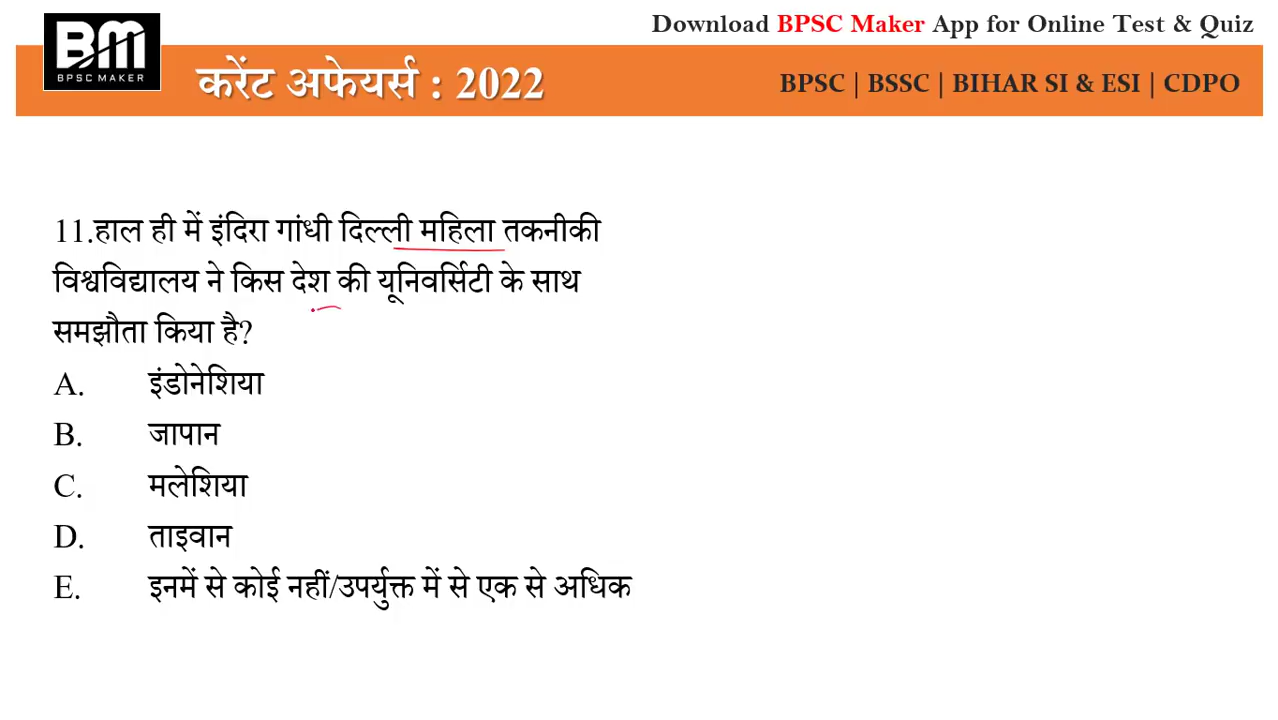 Download BPSC Maker App for Online Test & Quiz
BM
BPSC MAKER
करेंट अफेयर्स : 2022
BPSC | BSSC | BIHAR SI & ESI | CDPO
11.हाल ही में इंदिरा गांधी दिल्ली महिला तकनीकी
विश्वविद्यालय ने किस देश की यूनिवर्सिटी के साथ
समझौता किया है?
A. इंडोनेशिया
B. जापान
C. मलेशिया
D. ताइवान
E. इनमें से कोई नहीं/उपर्युक्त में से एक से अधिक